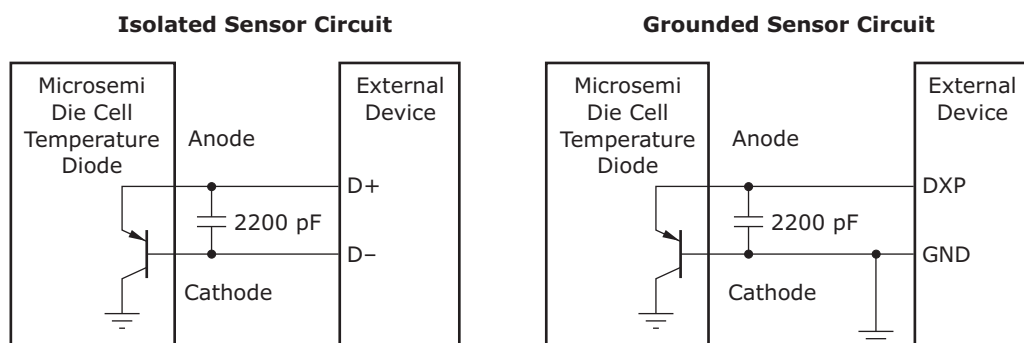 Isolated Sensor Circuit
Microsemi
Die Cell
Temperature
Diode
Anode
External
Device
D+
2200 pF
D–
Cathode
Grounded Sensor Circuit
Microsemi
Die Cell
Temperature
Diode
Anode
External
Device
DXP
2200 pF
GND
Cathode